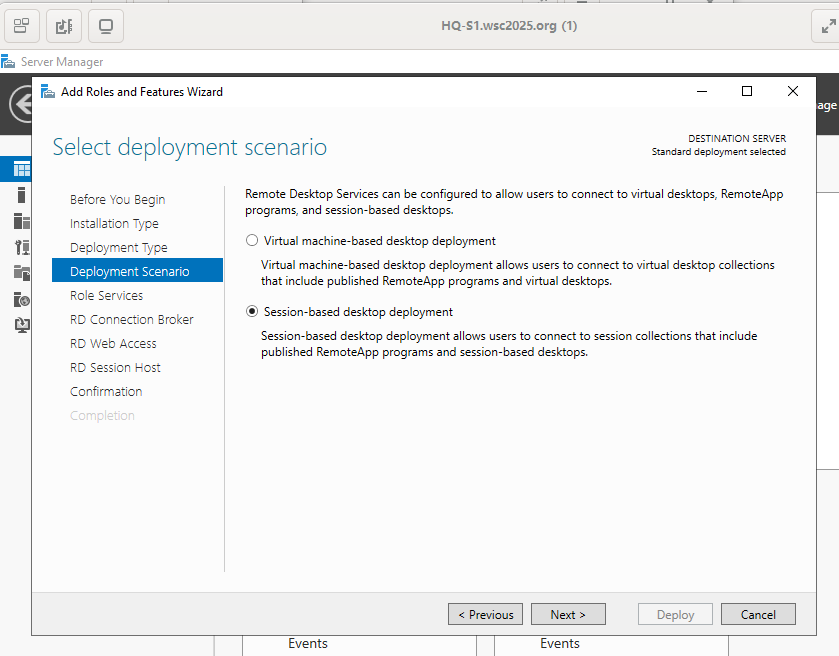 HQ-S1.wsc2025.org (1)
Server Manager
Add Roles and Features Wizard
Select deployment scenario
DESTINATION SERVER
Standard deployment selected
Before You Begin
Installation Type
Deployment Type
Deployment Scenario
Role Services
RD Connection Broker
RD Web Access
RD Session Host
Confirmation
Completion
Remote Desktop Services can be configured to allow users to connect to virtual desktops, RemoteApp
programs, and session-based desktops.
Virtual machine-based desktop deployment
Virtual machine-based desktop deployment allows users to connect to virtual desktop collections
that include published RemoteApp programs and virtual desktops.
Session-based desktop deployment
Session-based desktop deployment allows users to connect to session collections that include
published RemoteApp programs and session-based desktops.
< Previous
Next >
Deploy
Cancel
Events
Events